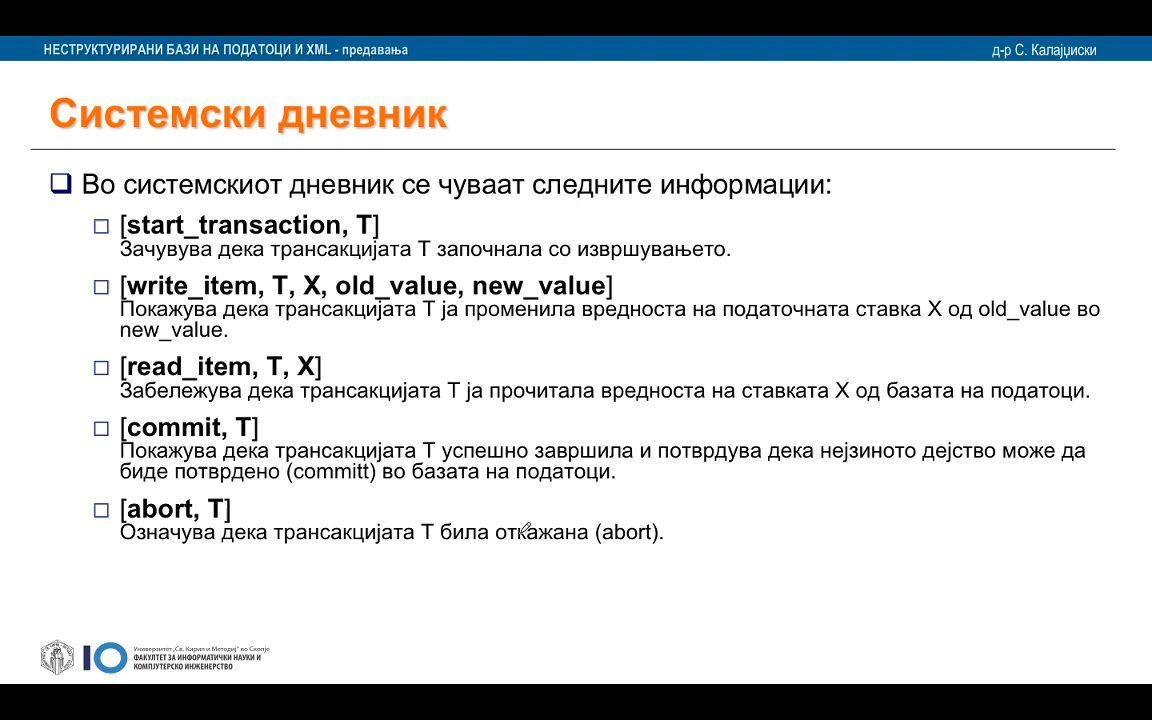 НЕСТРУКТУРИРАНИ БАЗИ НА ПОДАТОЦИ И XML - предавања
д-р С. Калајџиски
Системски дневник
Во системскиот дневник се чуваат следните информации:
[start_transaction, T]
Зачувува дека трансакцијата T започнала со извршувањето.
[write_item, T, X, old_value, new_value]
Покажува дека трансакцијата T ја променила вредноста на податочната ставка X од old_value во
new_value.
[read_item, T, X]
Забележува дека трансакцијата T ја прочитала вредноста на ставката X од базата на податоци.
[commit, T]
Покажува дека трансакцијата T успешно завршила и потврдува дека нејзиното дејство може да
биде потврдено (committ) во базата на податоци.
[abort, T]
Означува дека трансакцијата T била откажана (abort).
Универзитет „Св. Кирил и Методиј" во Скопје
ФАКУЛТЕТ ЗА ИНФОРМАТИЧКИ НАУКИ И
КОМПЈУТЕРСКО ИНЖЕНЕРСТВО